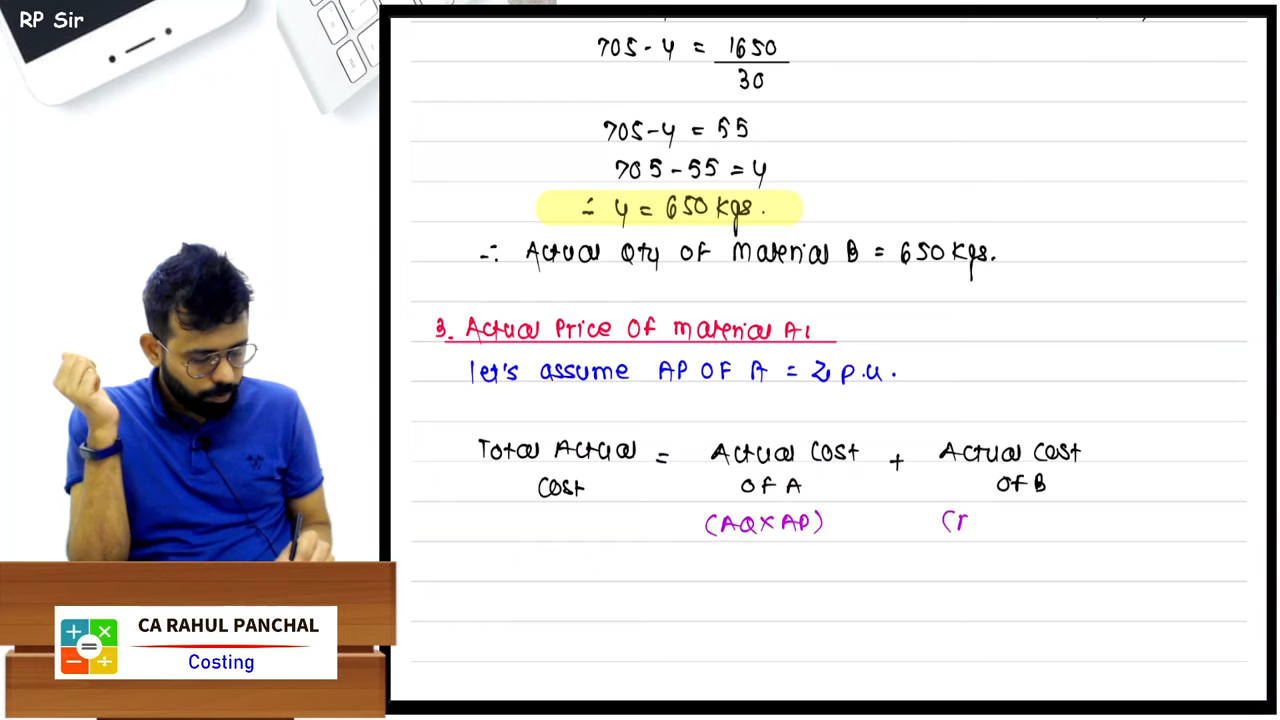 RP Sir
705 - y = 1650
30
705 - y = 55
705 - 55 = y
∴ y = 650 kgs.
∴ Actual Qty OF Material B = 650 kgs.
3. Actual Price OF Material A:
let's assume AP OF A = z p.u.
Total Actual Cost = Actual Cost OF A + Actual Cost OF B
(AQ X AP)
CA RAHUL PANCHAL
Costing